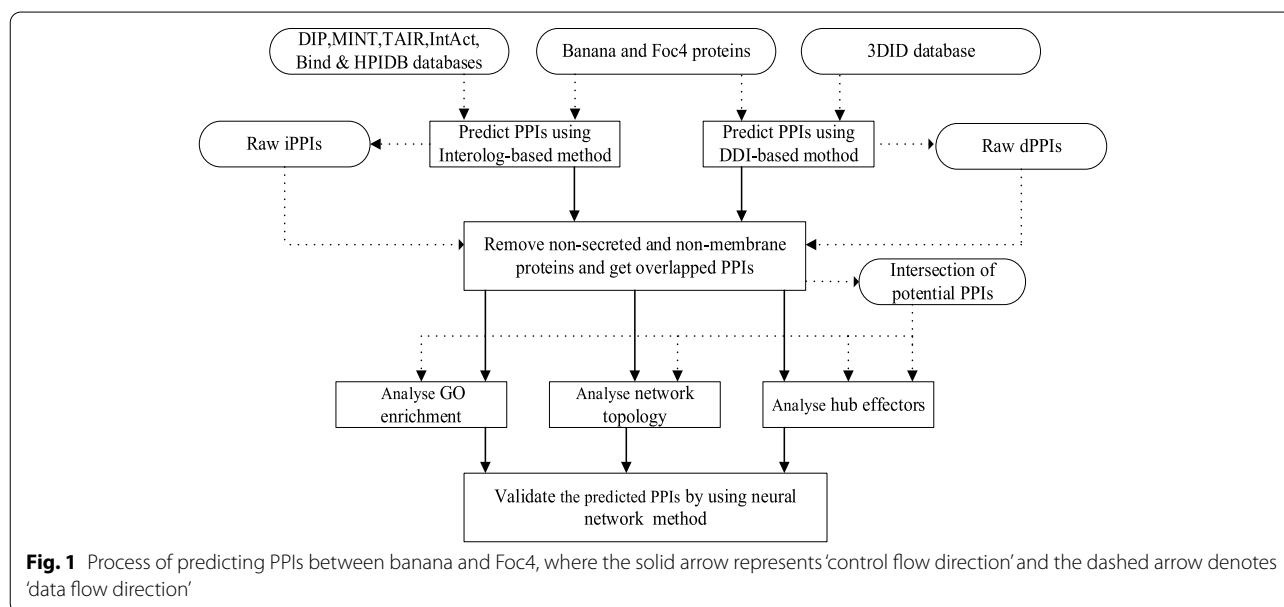 DIP,MINT,TAIR,IntAct,
Bind & HPIDB databases
Banana and Foc4 proteins
3DID database
Raw iPPIs
Predict PPIs using
Interolog-based method
Predict PPIs using
DDI-based mothod
Raw dPPIs
Remove non-secreted and non-membrane
proteins and get overlapped PPIs
Intersection of
potential PPIs
Analyse GO
enrichment
Analyse network
topology
Analyse hub effectors
Validate the predicted PPIs by using neural
network method
Fig. 1 Process of predicting PPIs between banana and Foc4, where the solid arrow represents ‘control flow direction’ and the dashed arrow denotes
‘data flow direction’